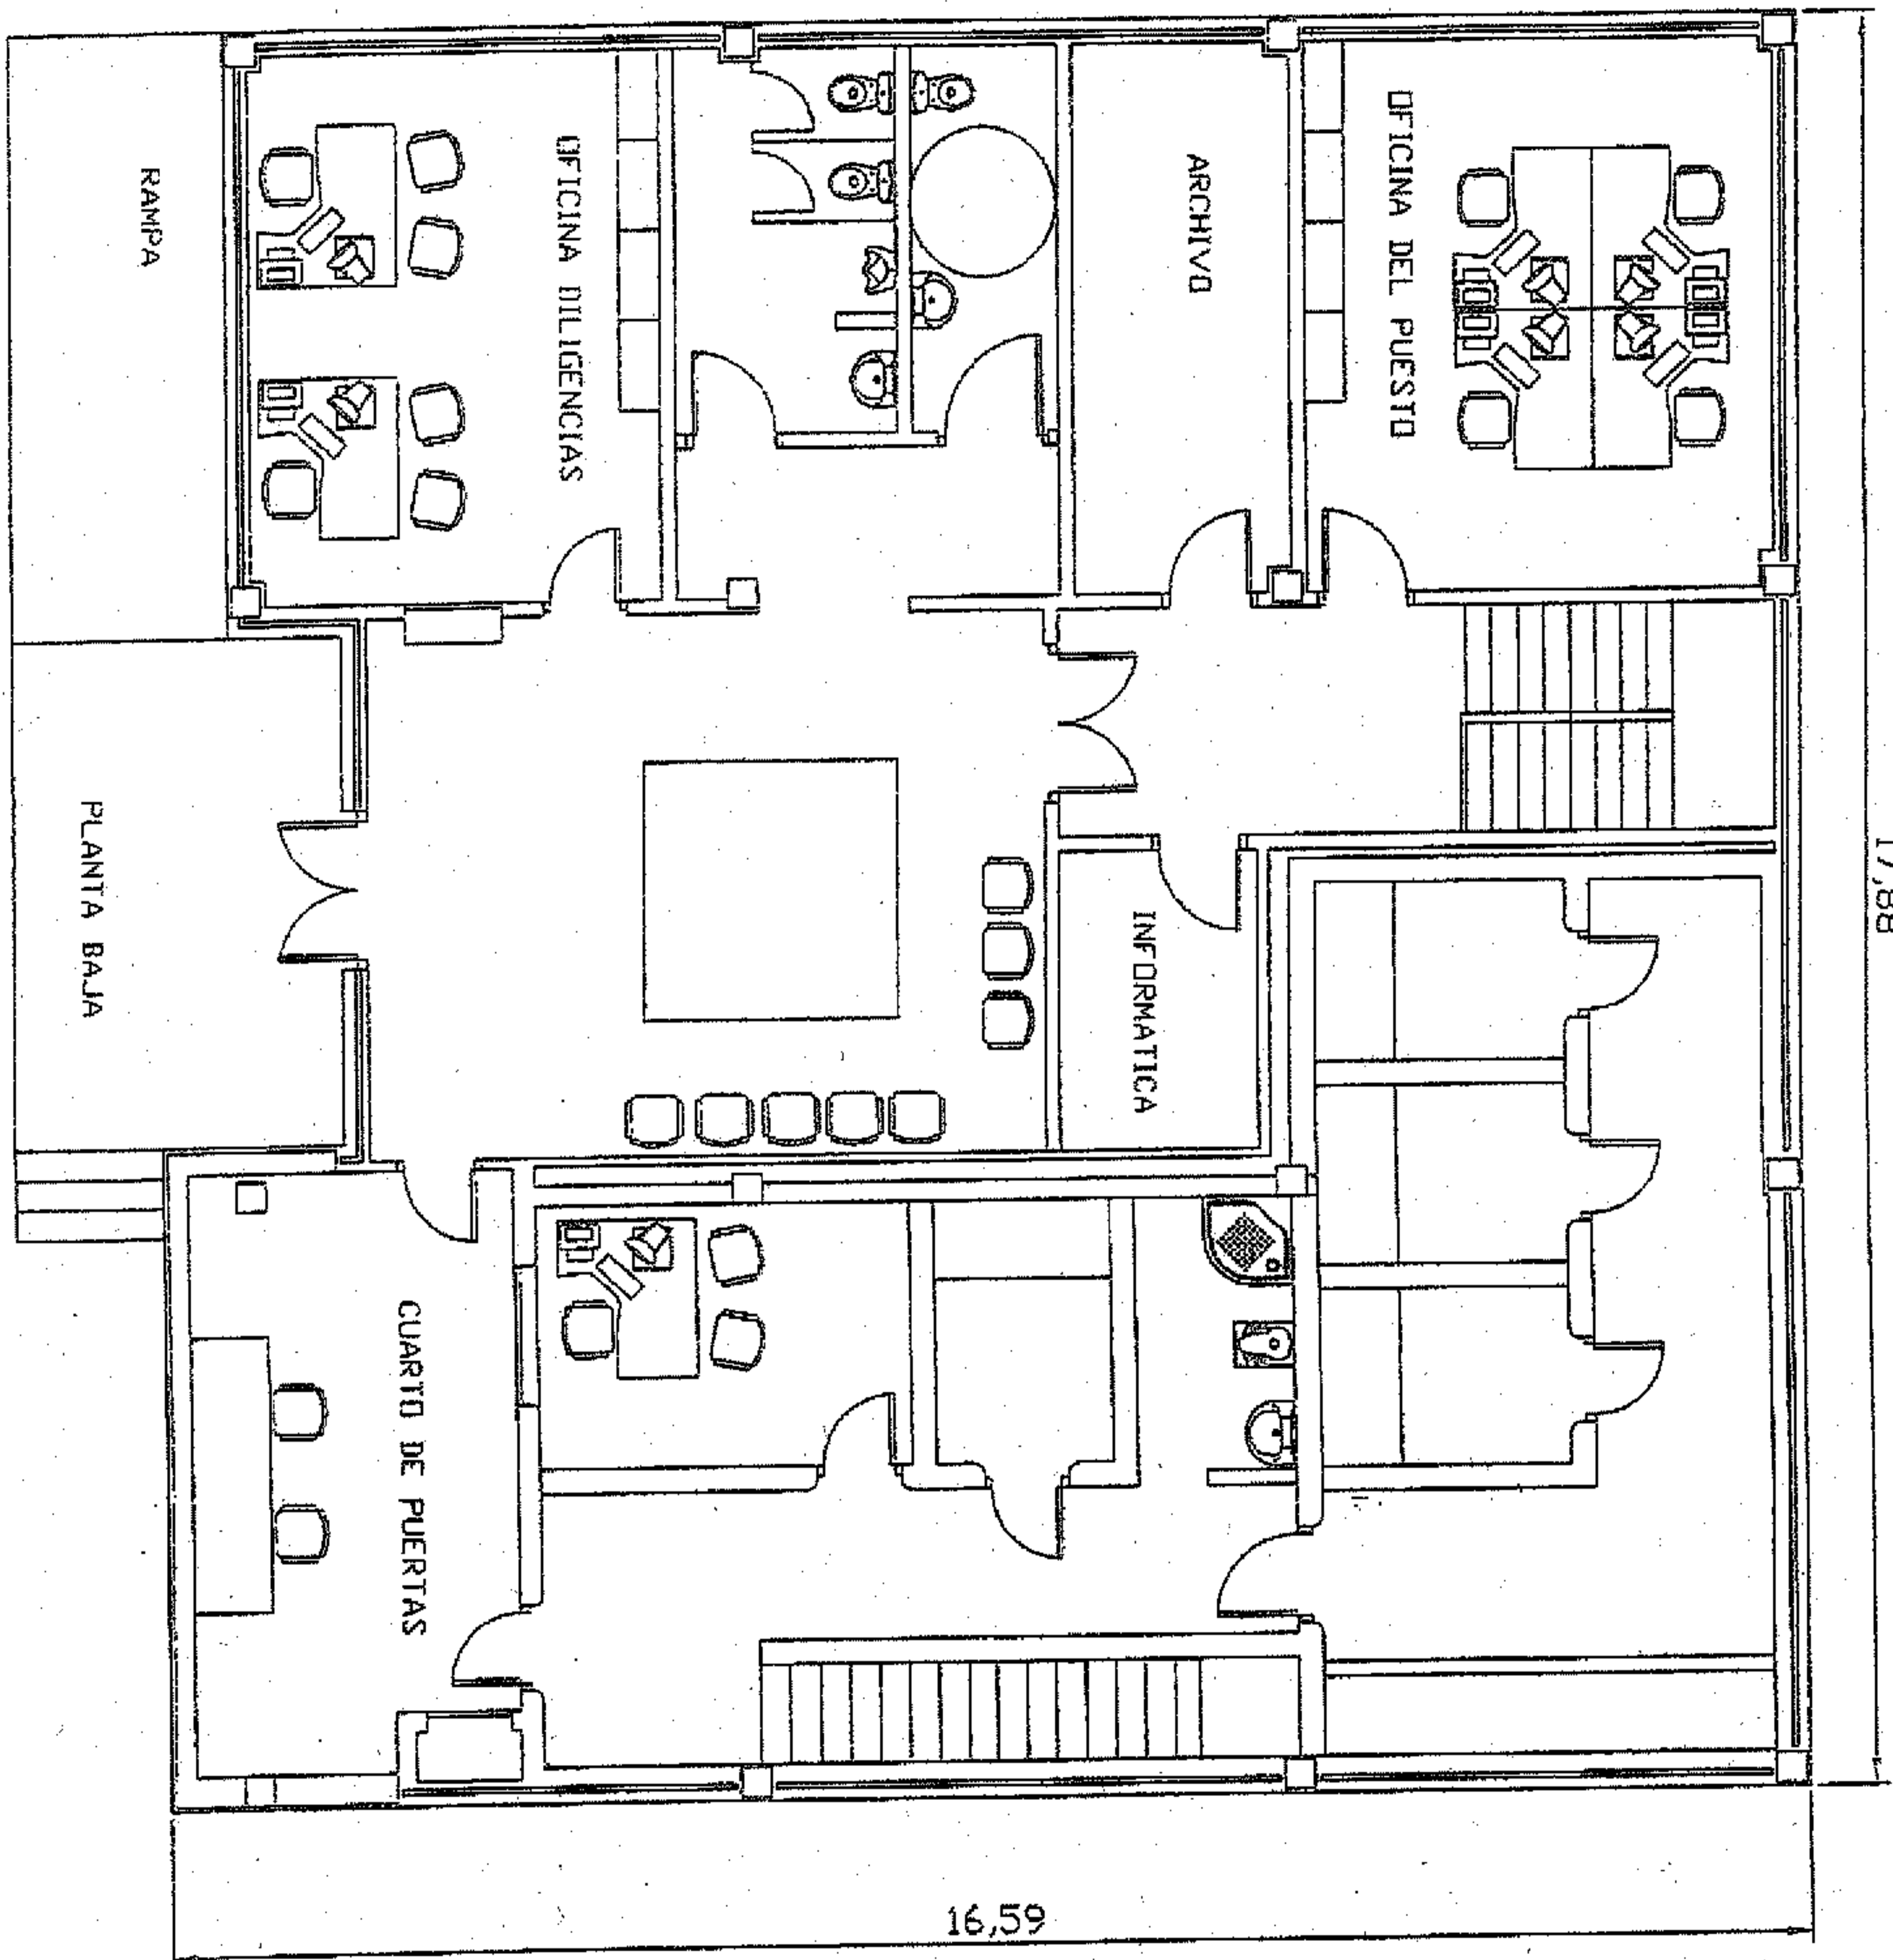 RAMPA
OFICINA DILIGENCIAS
ARCHIVO
OFICINA DEL PUESTO
PLANTA BAJA
INFORMATICA
17,88
CUARTO DE PUERTAS
16,59